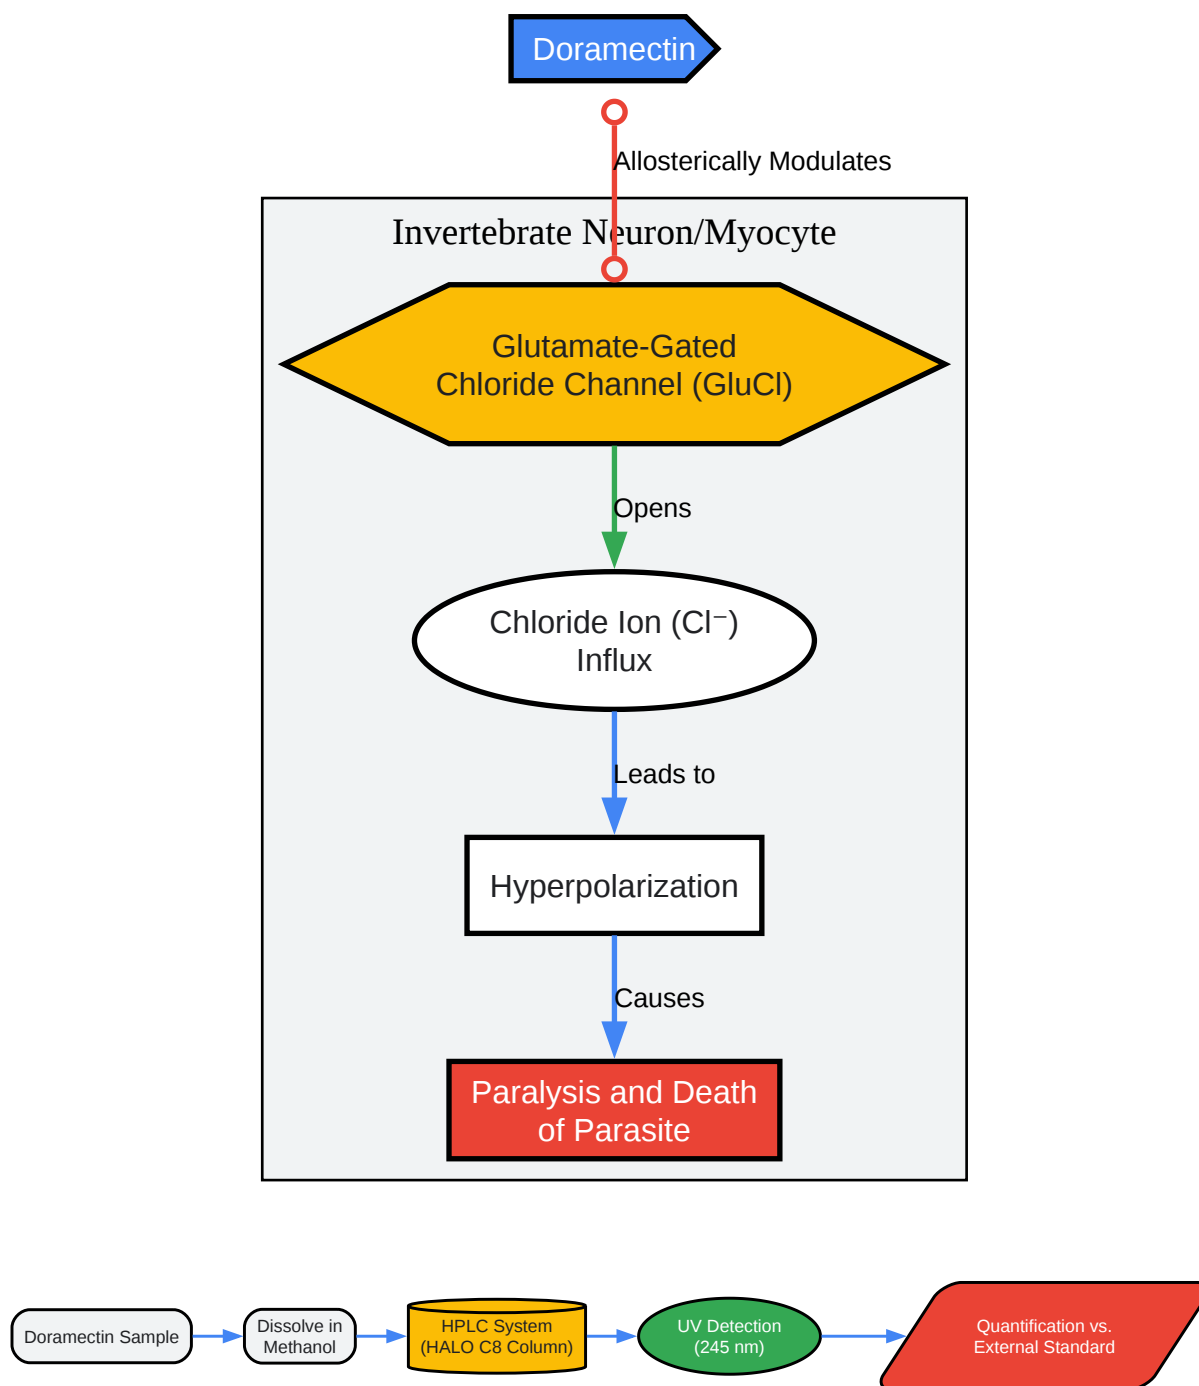 Doramectin
Allosterically Modulates
Invertebrate Neuron/Myocyte
Glutamate-Gated
Chloride Channel (GluCl)
Opens
Chloride Ion (Cl⁻)
Influx
Leads to
Hyperpolarization
Causes
Paralysis and Death
of Parasite
Doramectin Sample
Dissolve in
Methanol
HPLC System
(HALO C8 Column)
UV Detection
(245 nm)
Quantification vs.
External Standard